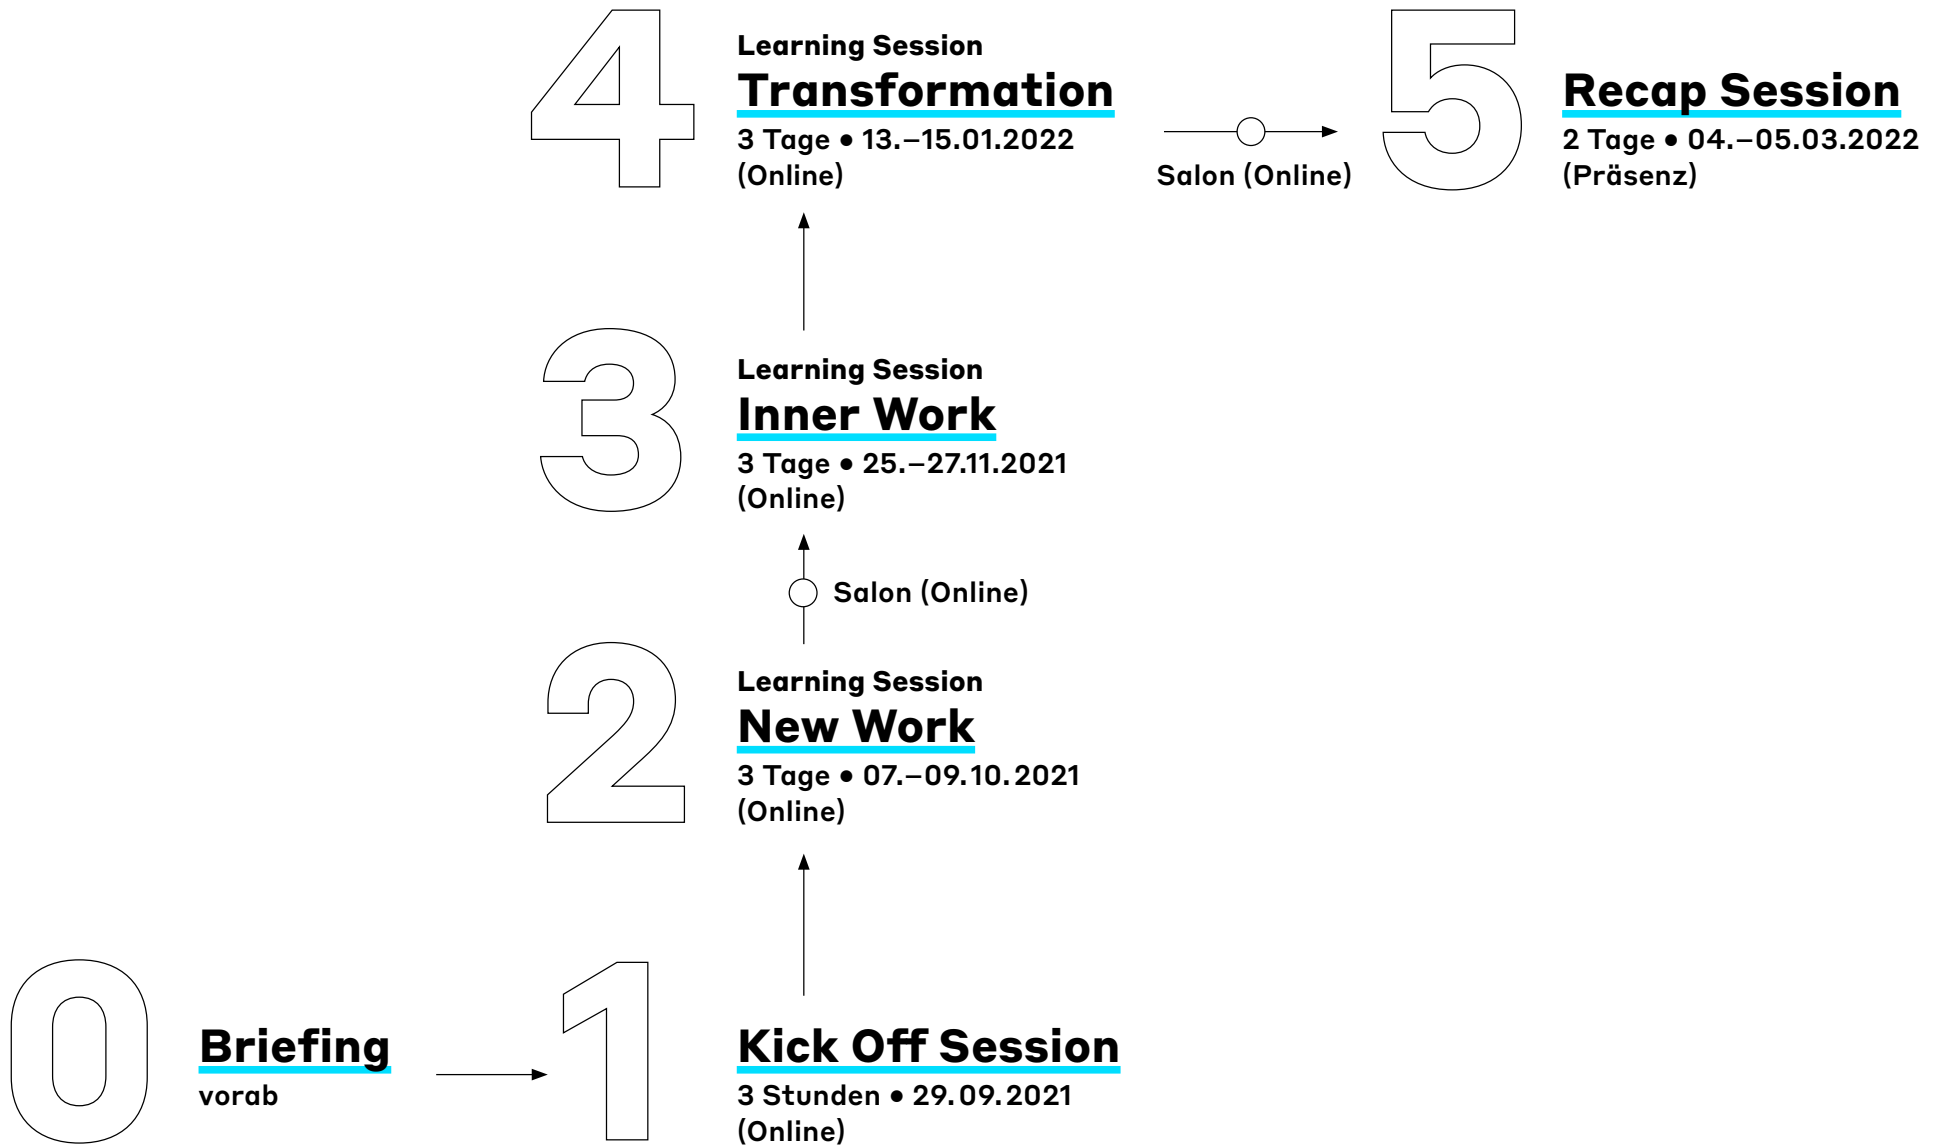 4
Learning Session
Transformation
3 Tage • 13.–15.01.2022
(Online)
Salon (Online)
5
Recap Session
2 Tage • 04.–05.03.2022
(Präsenz)
3
Learning Session
Inner Work
3 Tage • 25.–27.11.2021
(Online)
Salon (Online)
2
Learning Session
New Work
3 Tage • 07.–09.10.2021
(Online)
0
Briefing
vorab
1
Kick Off Session
3 Stunden • 29.09.2021
(Online)